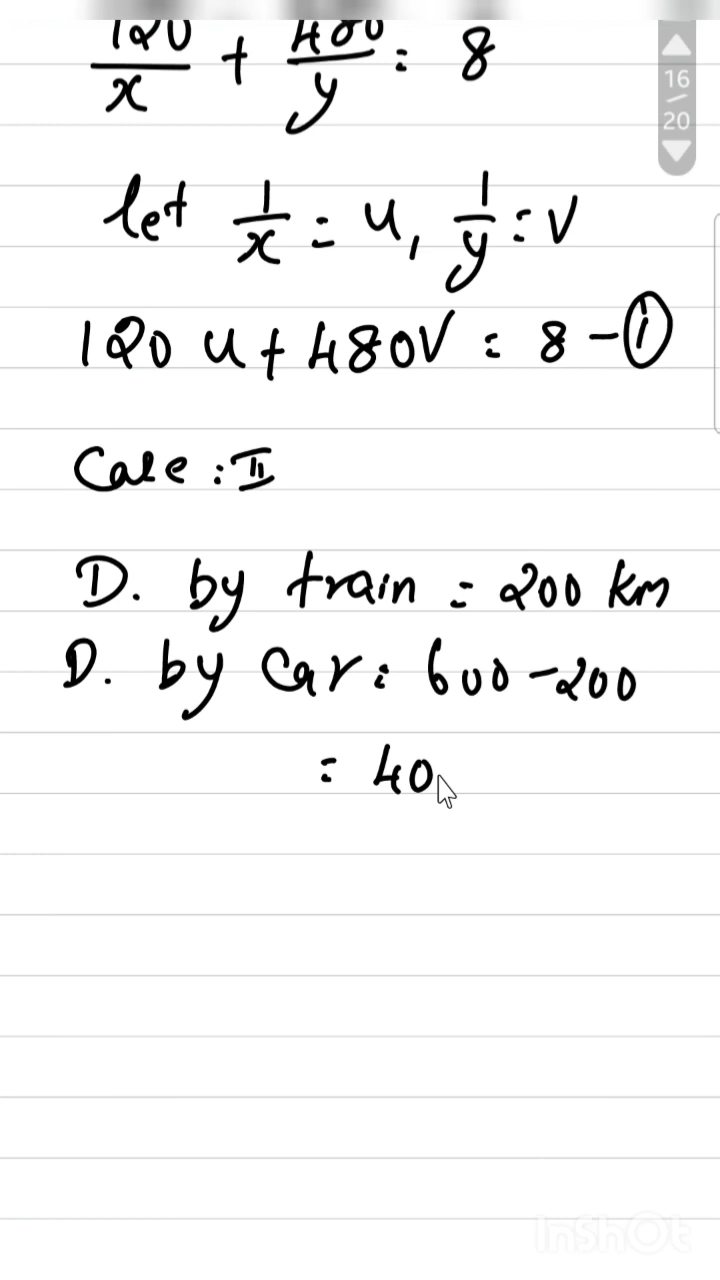 120/x + 480/y = 8
16
20
let 1/x = u, 1/y = v
120 u + 480v = 8 - ①
Case : II
D. by train = 200 km
D. by Car = 600 - 200
= 40
InShOt